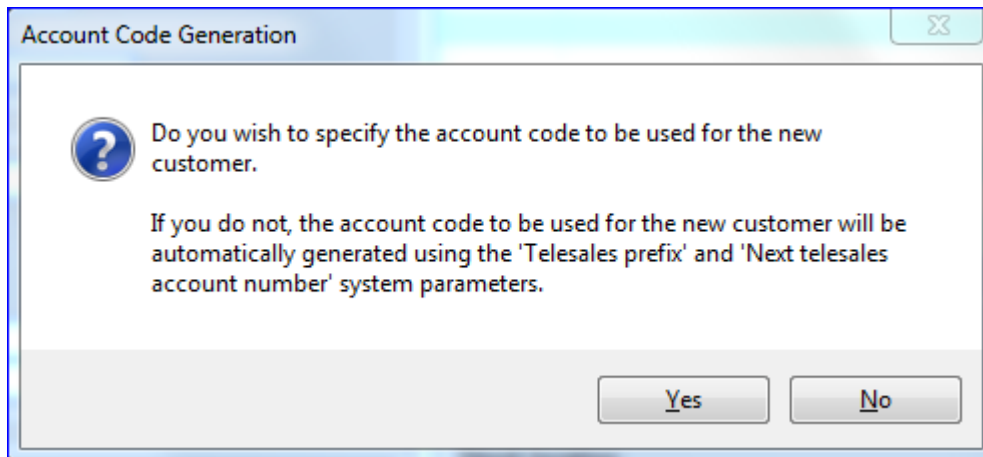 Account Code Generation
Do you wish to specify the account code to be used for the new
customer.
If you do not, the account code to be used for the new customer will be
automatically generated using the 'Telesales prefix' and 'Next telesales
account number' system parameters.
Yes
No